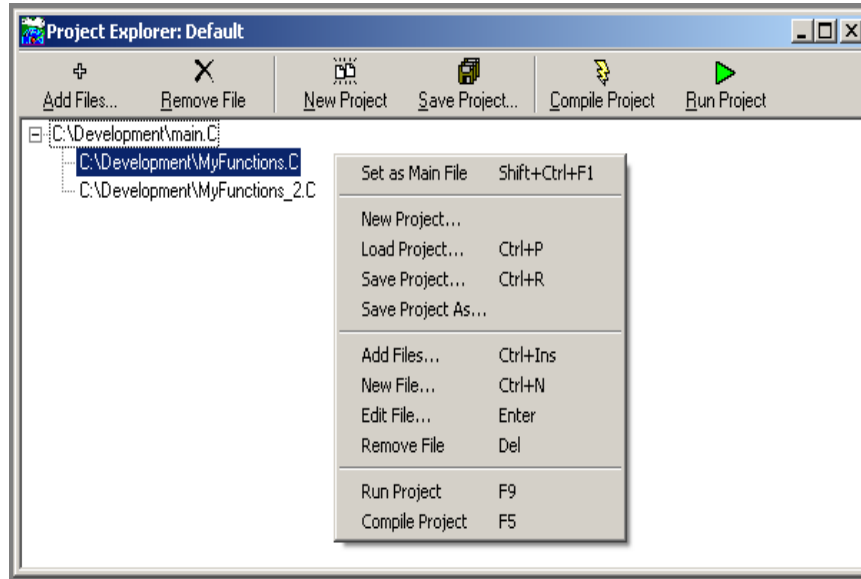 Project Explorer: Default
Add Files... Remove File New Project Save Project... Compile Project Run Project
C:\Development\main.C
C:\Development\MyFunctions.C
C:\Development\MyFunctions_2.C
Set as Main File Shift+Ctrl+F1
New Project...
Load Project... Ctrl+P
Save Project... Ctrl+R
Save Project As...
Add Files... Ctrl+Ins
New File... Ctrl+N
Edit File... Enter
Remove File Del
Run Project F9
Compile Project F5